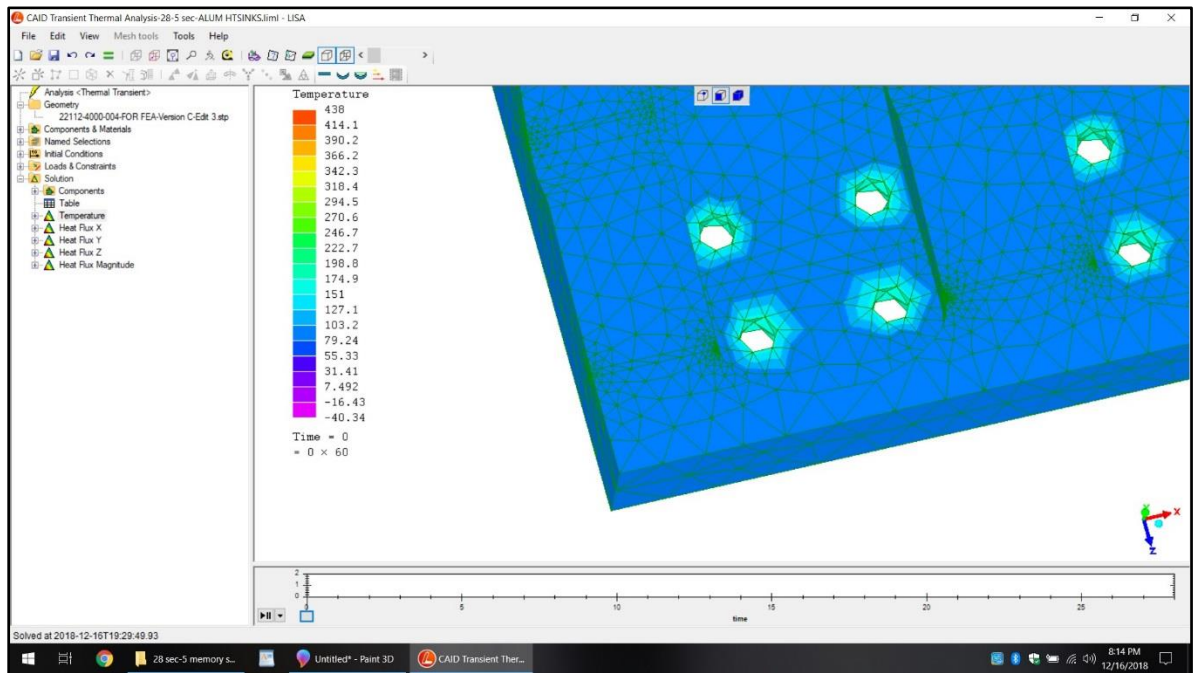 CAID Transient Thermal Analysis-28-5 sec-ALUM HTSINKS.liml - LISA
File Edit View Mesh tools Tools Help
Analysis <Thermal Transient>
Geometry
22112-4000-004-FOR FEA-Version C-Edit 3.stp
Components & Materials
Named Selections
Initial Conditions
Loads & Constraints
Solution
Components
Table
Temperature
Heat Flux X
Heat Flux Y
Heat Flux Z
Heat Flux Magnitude
Temperature
438
414.1
390.2
366.2
342.3
318.4
294.5
270.6
246.7
222.7
198.8
174.9
151
127.1
103.2
79.24
55.33
31.41
7.492
-16.43
-40.34
Time = 0
= 0 × 60
Y
X
Z
2
1
0
0 5 10 15 20 25
time
Solved at 2018-12-16T19:29:49.93
28 sec-5 memory s...
Untitled* - Paint 3D
CAID Transient Ther...
8:14 PM
12/16/2018